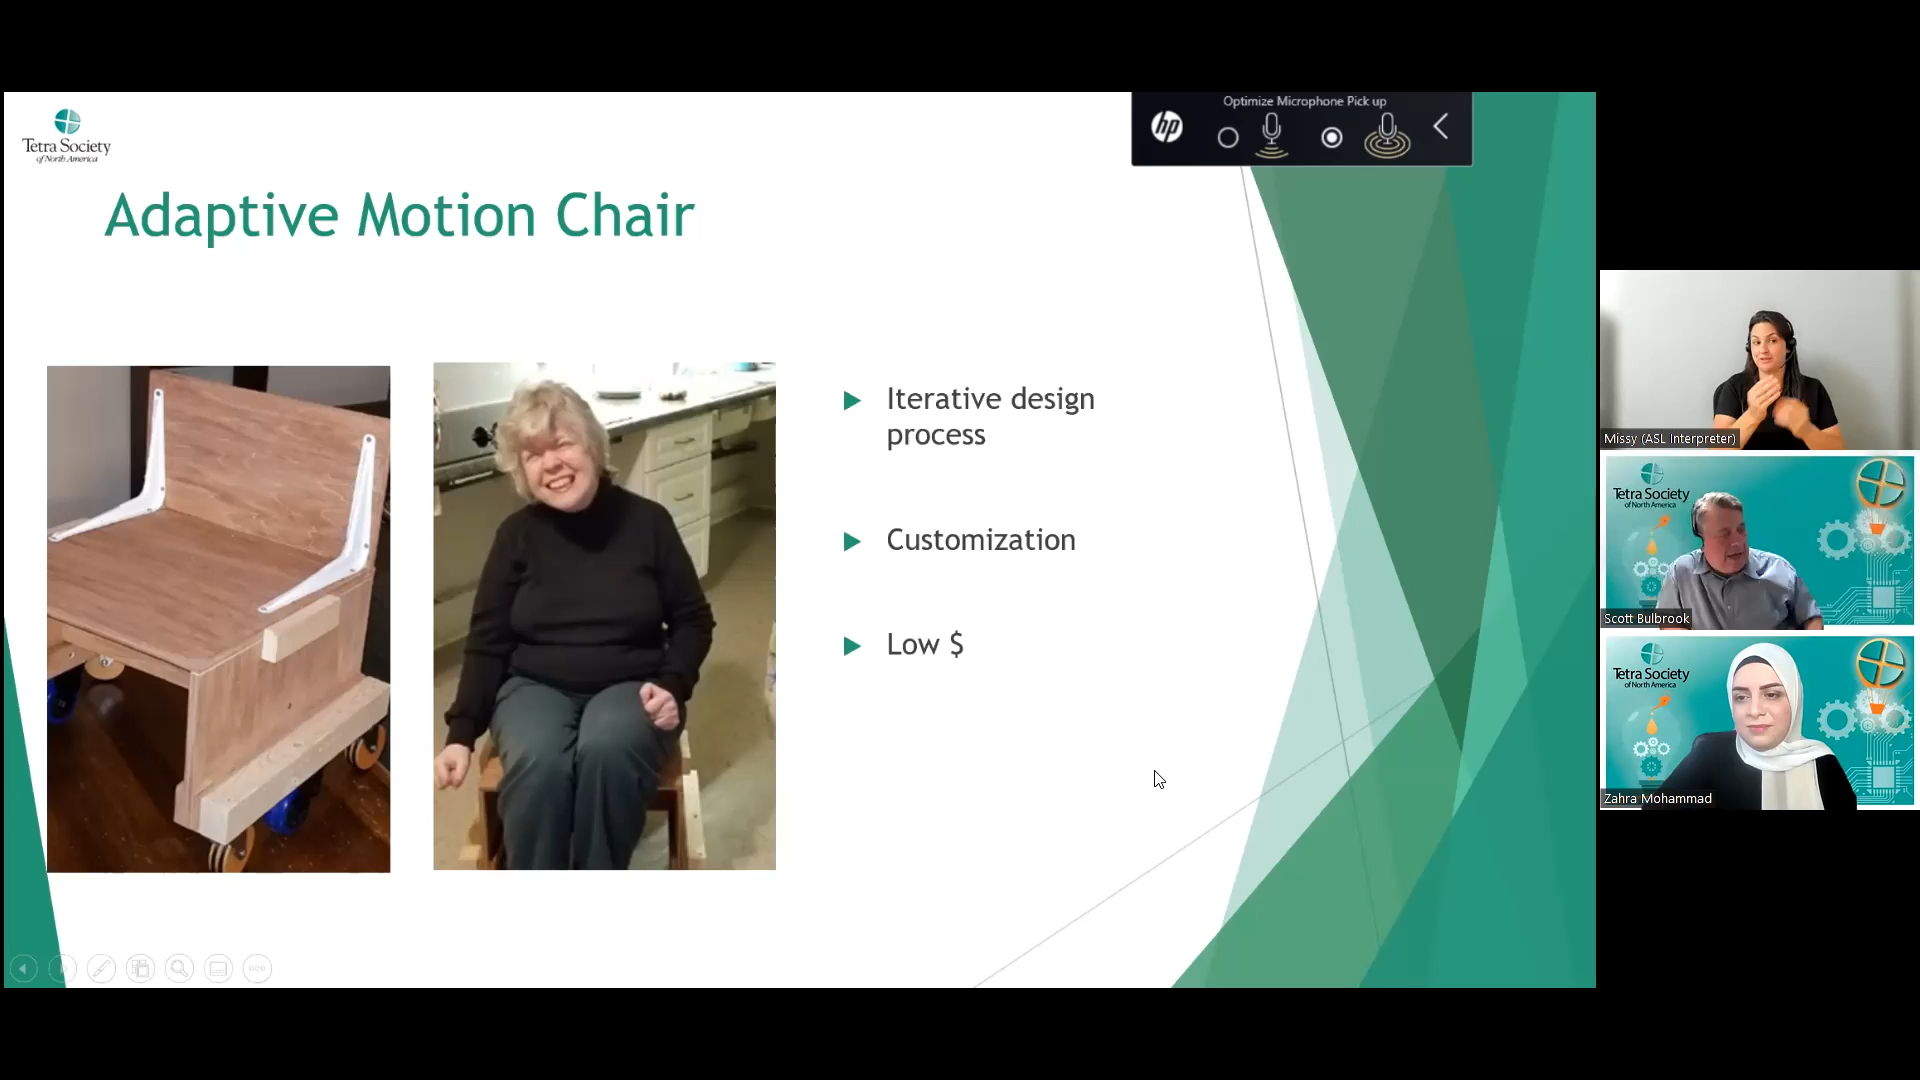 Tetra Society
of North America
Optimize Microphone Pick up
hp
Adaptive Motion Chair
Iterative design
process
Customization
Low $
Missy (ASL Interpreter)
Tetra Society
of North America
Scott Bulbrook
Tetra Society
of North America
Zahra Mohammad